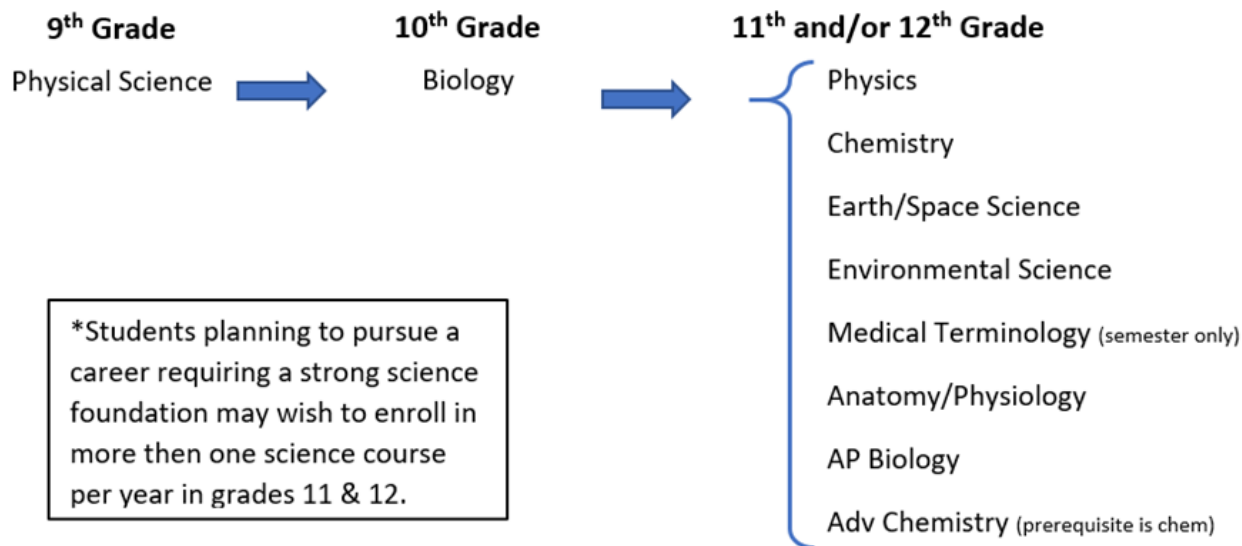 9th Grade
Physical Science
10th Grade
Biology
11th and/or 12th Grade
Physics
Chemistry
Earth/Space Science
Environmental Science
Medical Terminology (semester only)
Anatomy/Physiology
AP Biology
Adv Chemistry (prerequisite is chem)
*Students planning to pursue a
career requiring a strong science
foundation may wish to enroll in
more then one science course
per year in grades 11 & 12.